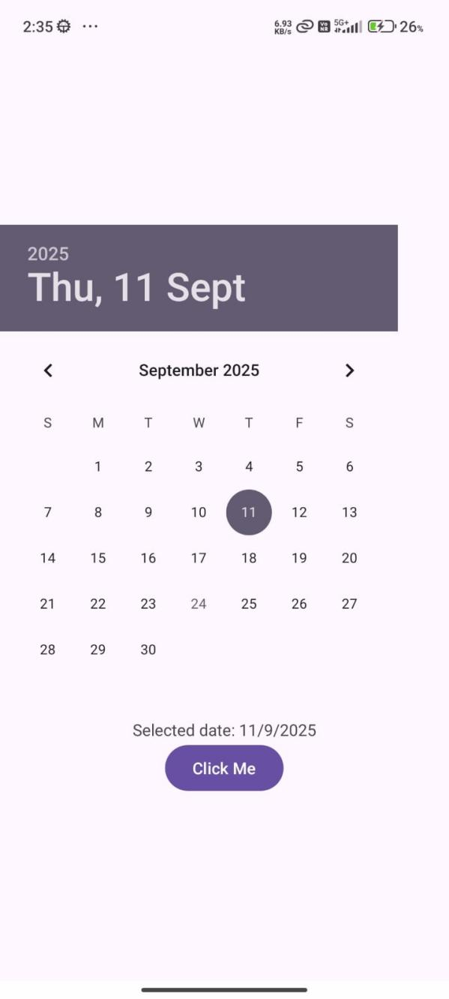 2:35 ... 6.93 KB/s Vo NR 5G+ 26%
2025
Thu, 11 Sept
September 2025
S M T W T F S
1 2 3 4 5 6
7 8 9 10 11 12 13
14 15 16 17 18 19 20
21 22 23 24 25 26 27
28 29 30
Selected date: 11/9/2025
Click Me